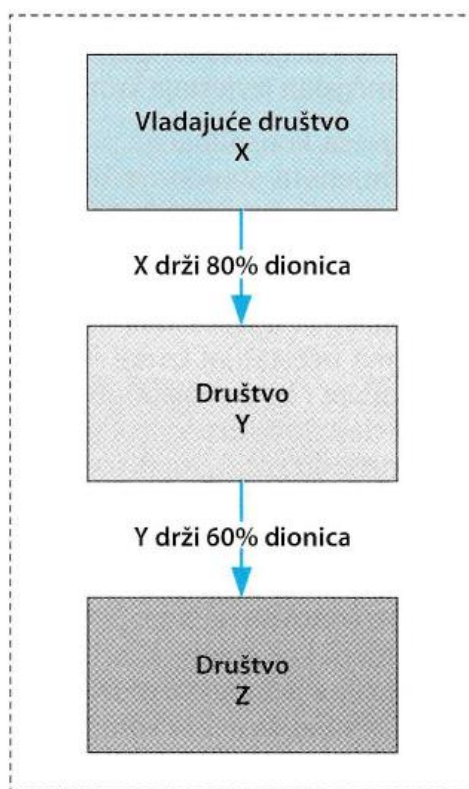 Vladajuće društvo
X
X drži 80% dionica
Društvo
Y
Y drži 60% dionica
Društvo
Z